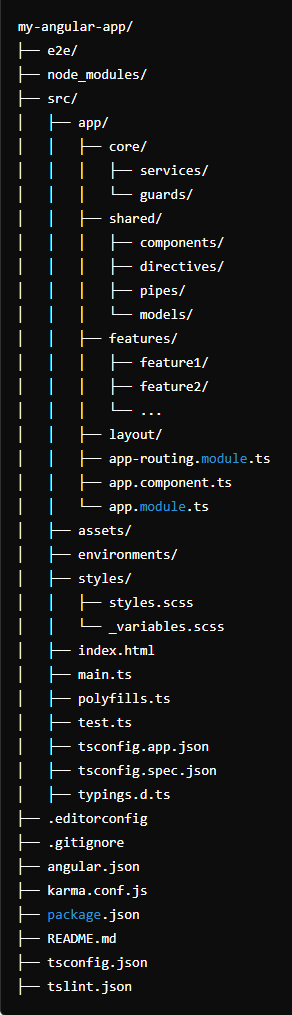 my-angular-app/
├── e2e/
├── node_modules/
├── src/
│   ├── app/
│   │   ├── core/
│   │   │   ├── services/
│   │   │   └── guards/
│   │   ├── shared/
│   │   │   ├── components/
│   │   │   ├── directives/
│   │   │   ├── pipes/
│   │   │   └── models/
│   │   ├── features/
│   │   │   ├── feature1/
│   │   │   ├── feature2/
│   │   │   └── ...
│   │   ├── layout/
│   │   ├── app-routing.module.ts
│   │   ├── app.component.ts
│   │   └── app.module.ts
│   ├── assets/
│   ├── environments/
│   ├── styles/
│   │   ├── styles.scss
│   │   └── _variables.scss
│   ├── index.html
│   ├── main.ts
│   ├── polyfills.ts
│   ├── test.ts
│   ├── tsconfig.app.json
│   ├── tsconfig.spec.json
│   ├── typings.d.ts
├── .editorconfig
├── .gitignore
├── angular.json
├── karma.conf.js
├── package.json
├── README.md
├── tsconfig.json
├── tslint.json